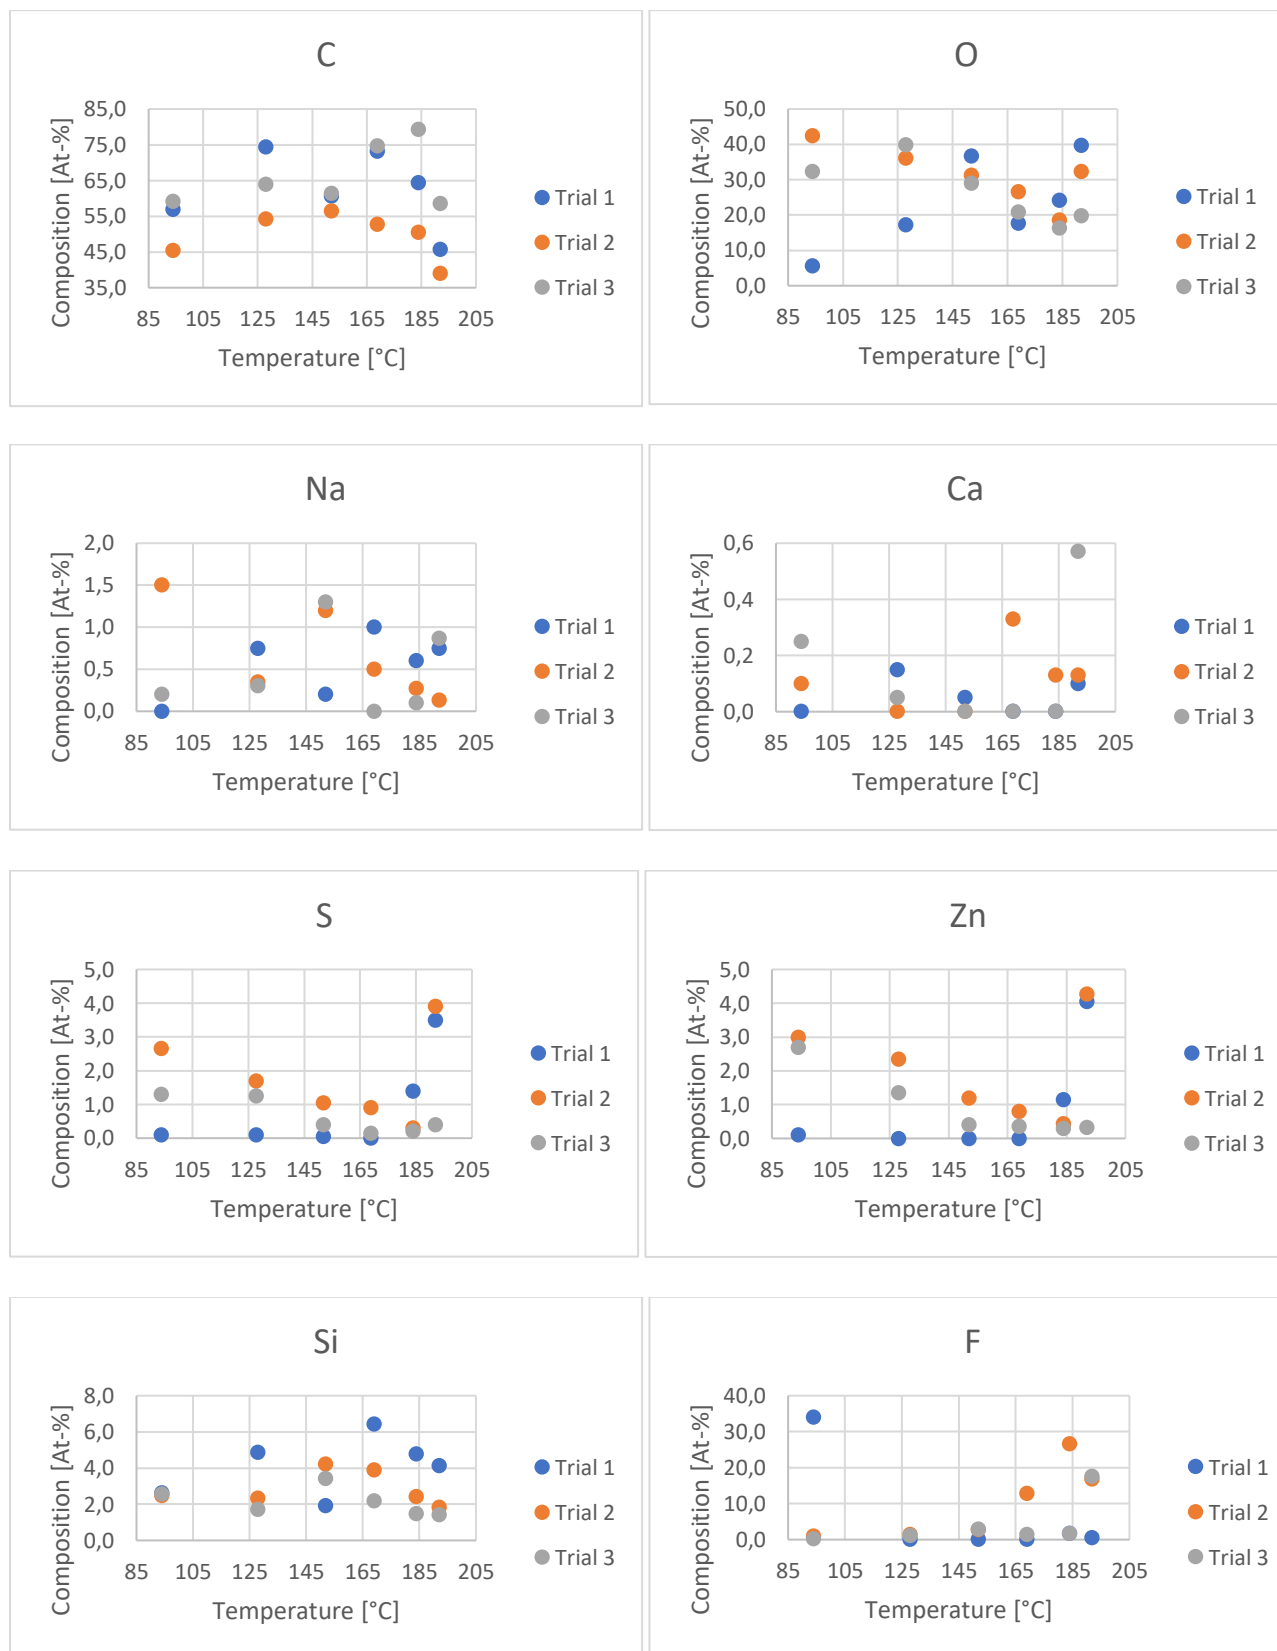 C
Composition [At-%]
85,0
75,0
65,0
55,0
45,0
35,0
85 105 125 145 165 185 205
Temperature [°C]
Trial 1
Trial 2
Trial 3
O
Composition [At-%]
50,0
40,0
30,0
20,0
10,0
0,0
85 105 125 145 165 185 205
Temperature [°C]
Trial 1
Trial 2
Trial 3
Na
Composition [At-%]
2,0
1,5
1,0
0,5
0,0
85 105 125 145 165 185 205
Temperature [°C]
Trial 1
Trial 2
Trial 3
Ca
Composition [At-%]
0,6
0,4
0,2
0,0
85 105 125 145 165 185 205
Temperature [°C]
Trial 1
Trial 2
Trial 3
S
Composition [At-%]
5,0
4,0
3,0
2,0
1,0
0,0
85 105 125 145 165 185 205
Temperature [°C]
Trial 1
Trial 2
Trial 3
Zn
Composition [At-%]
5,0
4,0
3,0
2,0
1,0
0,0
85 105 125 145 165 185 205
Temperature [°C]
Trial 1
Trial 2
Trial 3
Si
Composition [At-%]
8,0
6,0
4,0
2,0
0,0
85 105 125 145 165 185 205
Temperature [°C]
Trial 1
Trial 2
Trial 3
F
Composition [At-%]
40,0
30,0
20,0
10,0
0,0
85 105 125 145 165 185 205
Temperature [°C]
Trial 1
Trial 2
Trial 3